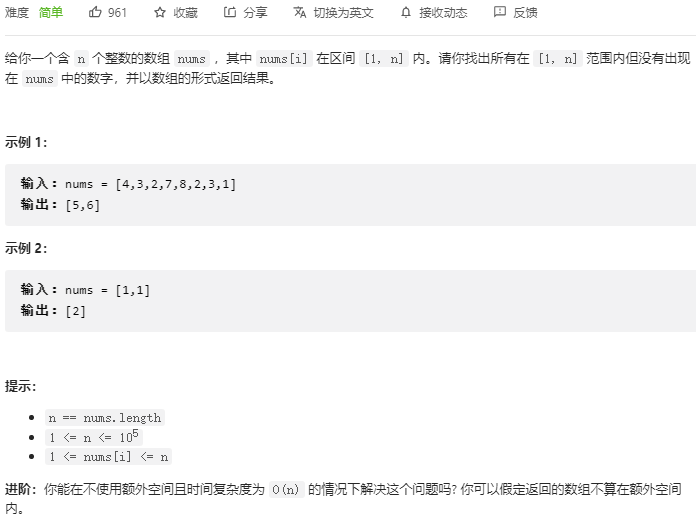 难度 简单 961 收藏 分享 切换为英文 接收动态 反馈
给你一个含 n 个整数的数组 nums ，其中 nums[i] 在区间 [1, n] 内。请你找出所有在 [1, n] 范围内但没有出现
在 nums 中的数字，并以数组的形式返回结果。
示例 1：
输入：nums = [4,3,2,7,8,2,3,1]
输出：[5,6]
示例 2：
输入：nums = [1,1]
输出：[2]
提示：
n == nums.length
1 <= n <= 10⁵
1 <= nums[i] <= n
进阶：你能在不使用额外空间且时间复杂度为 O(n) 的情况下解决这个问题吗? 你可以假定返回的数组不算在额外空间
内。